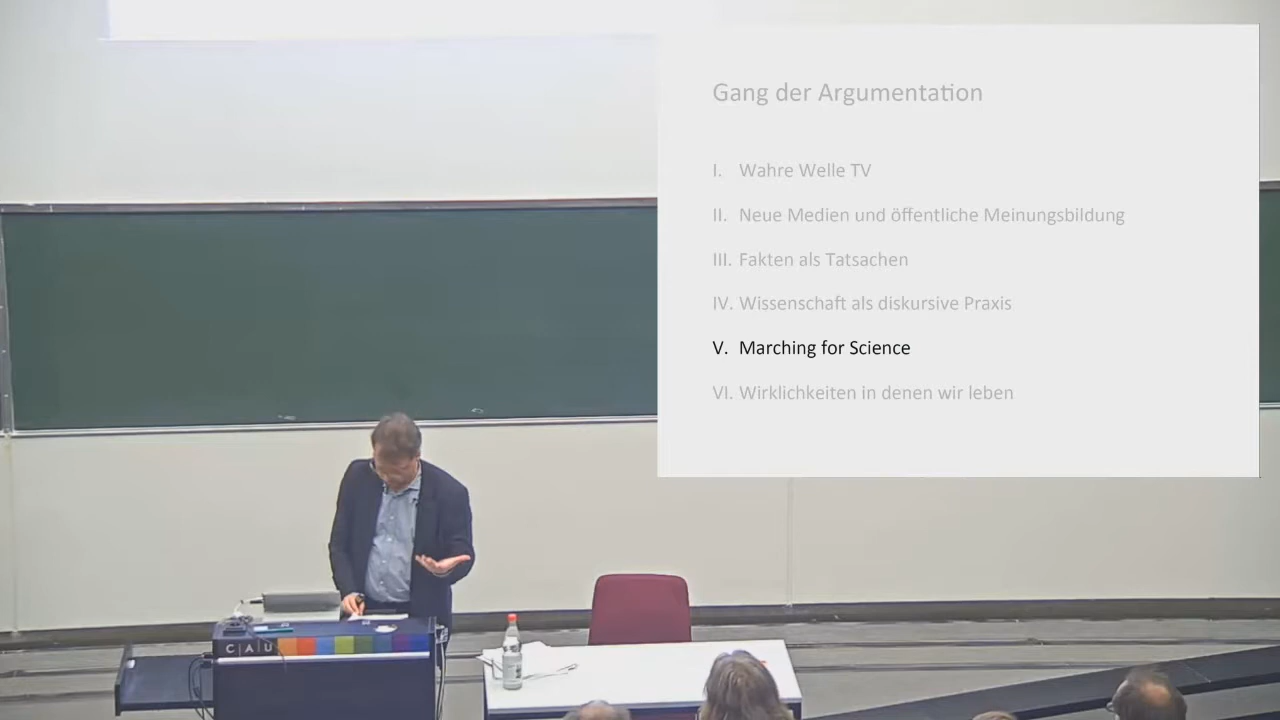 Gang der Argumentation
I. Wahre Welle TV
II. Neue Medien und öffentliche Meinungsbildung
III. Fakten als Tatsachen
IV. Wissenschaft als diskursive Praxis
V. Marching for Science
VI. Wirklichkeiten in denen wir leben
C|A|U